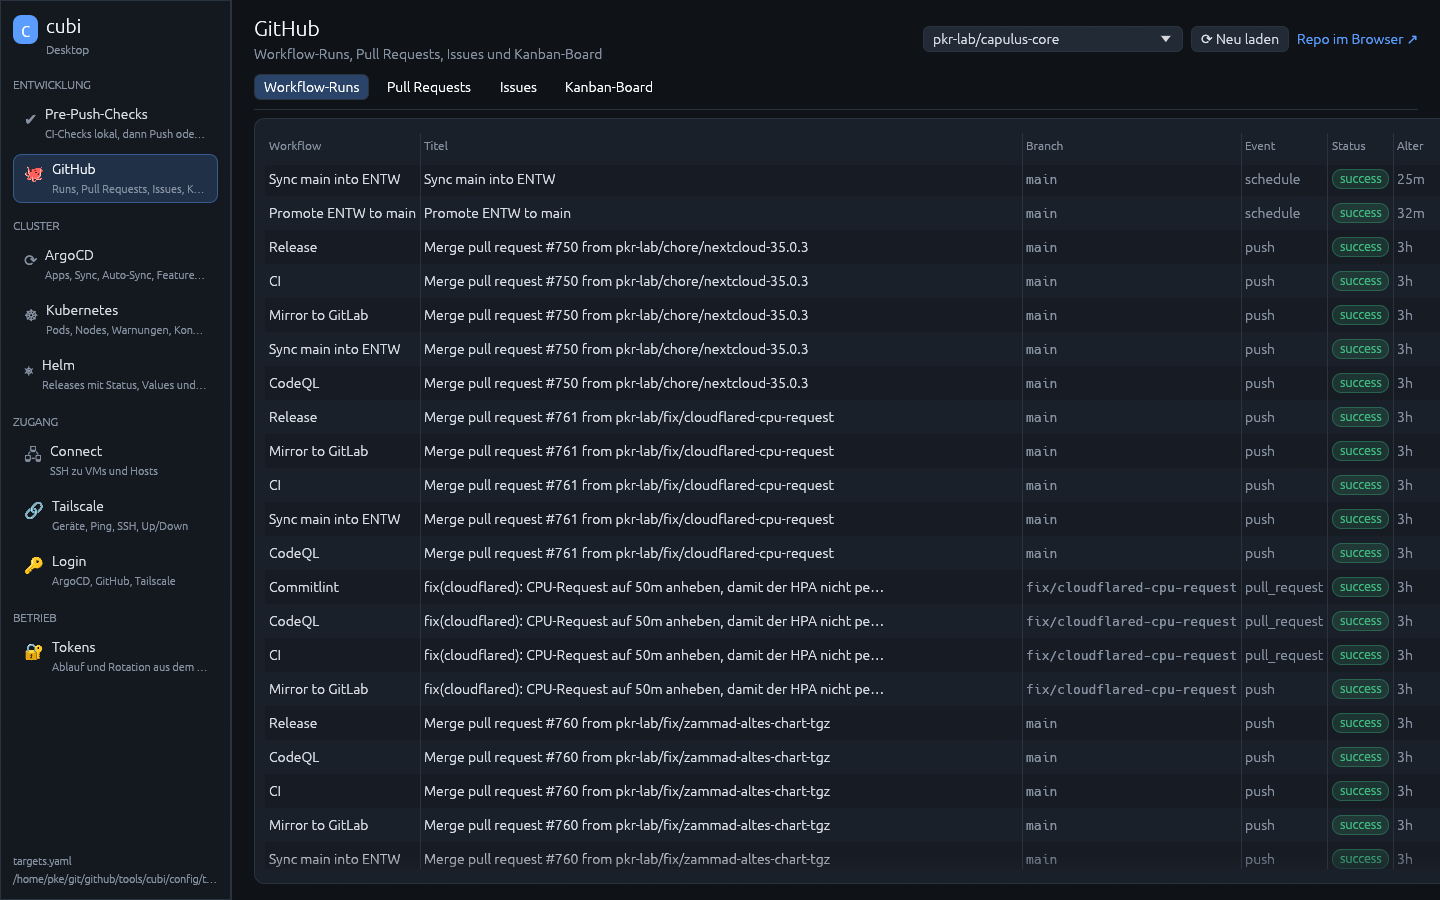 C
cubi
Desktop
ENTWICKLUNG
Pre-Push-Checks
CI-Checks lokal, dann Push ode…
GitHub
Runs, Pull Requests, Issues, K…
CLUSTER
ArgoCD
Apps, Sync, Auto-Sync, Feature…
Kubernetes
Pods, Nodes, Warnungen, Kon…
Helm
Releases mit Status, Values und…
ZUGANG
Connect
SSH zu VMs und Hosts
Tailscale
Geräte, Ping, SSH, Up/Down
Login
ArgoCD, GitHub, Tailscale
BETRIEB
Tokens
Ablauf und Rotation aus dem …
targets.yaml
/home/pke/git/github/tools/cubi/config/t…
GitHub
Workflow-Runs, Pull Requests, Issues und Kanban-Board
pkr-lab/capulus-core
⟳ Neu laden
Repo im Browser ↗
Workflow-Runs Pull Requests Issues Kanban-Board
Workflow Titel Branch Event Status Alter
Sync main into ENTW Sync main into ENTW main schedule success 25m
Promote ENTW to main Promote ENTW to main main schedule success 32m
Release Merge pull request #750 from pkr-lab/chore/nextcloud-35.0.3 main push success 3h
CI Merge pull request #750 from pkr-lab/chore/nextcloud-35.0.3 main push success 3h
Mirror to GitLab Merge pull request #750 from pkr-lab/chore/nextcloud-35.0.3 main push success 3h
Sync main into ENTW Merge pull request #750 from pkr-lab/chore/nextcloud-35.0.3 main push success 3h
CodeQL Merge pull request #750 from pkr-lab/chore/nextcloud-35.0.3 main push success 3h
Release Merge pull request #761 from pkr-lab/fix/cloudflared-cpu-request main push success 3h
Mirror to GitLab Merge pull request #761 from pkr-lab/fix/cloudflared-cpu-request main push success 3h
CI Merge pull request #761 from pkr-lab/fix/cloudflared-cpu-request main push success 3h
Sync main into ENTW Merge pull request #761 from pkr-lab/fix/cloudflared-cpu-request main push success 3h
CodeQL Merge pull request #761 from pkr-lab/fix/cloudflared-cpu-request main push success 3h
Commitlint fix(cloudflared): CPU-Request auf 50m anheben, damit der HPA nicht pe… fix/cloudflared-cpu-request pull_request success 3h
CodeQL fix(cloudflared): CPU-Request auf 50m anheben, damit der HPA nicht pe… fix/cloudflared-cpu-request pull_request success 3h
CI fix(cloudflared): CPU-Request auf 50m anheben, damit der HPA nicht pe… fix/cloudflared-cpu-request pull_request success 3h
Mirror to GitLab fix(cloudflared): CPU-Request auf 50m anheben, damit der HPA nicht pe… fix/cloudflared-cpu-request push success 3h
Release Merge pull request #760 from pkr-lab/fix/zammad-altes-chart-tgz main push success 3h
CodeQL Merge pull request #760 from pkr-lab/fix/zammad-altes-chart-tgz main push success 3h
CI Merge pull request #760 from pkr-lab/fix/zammad-altes-chart-tgz main push success 3h
Mirror to GitLab Merge pull request #760 from pkr-lab/fix/zammad-altes-chart-tgz main push success 3h
Sync main into ENTW Merge pull request #760 from pkr-lab/fix/zammad-altes-chart-tgz main push success 3h